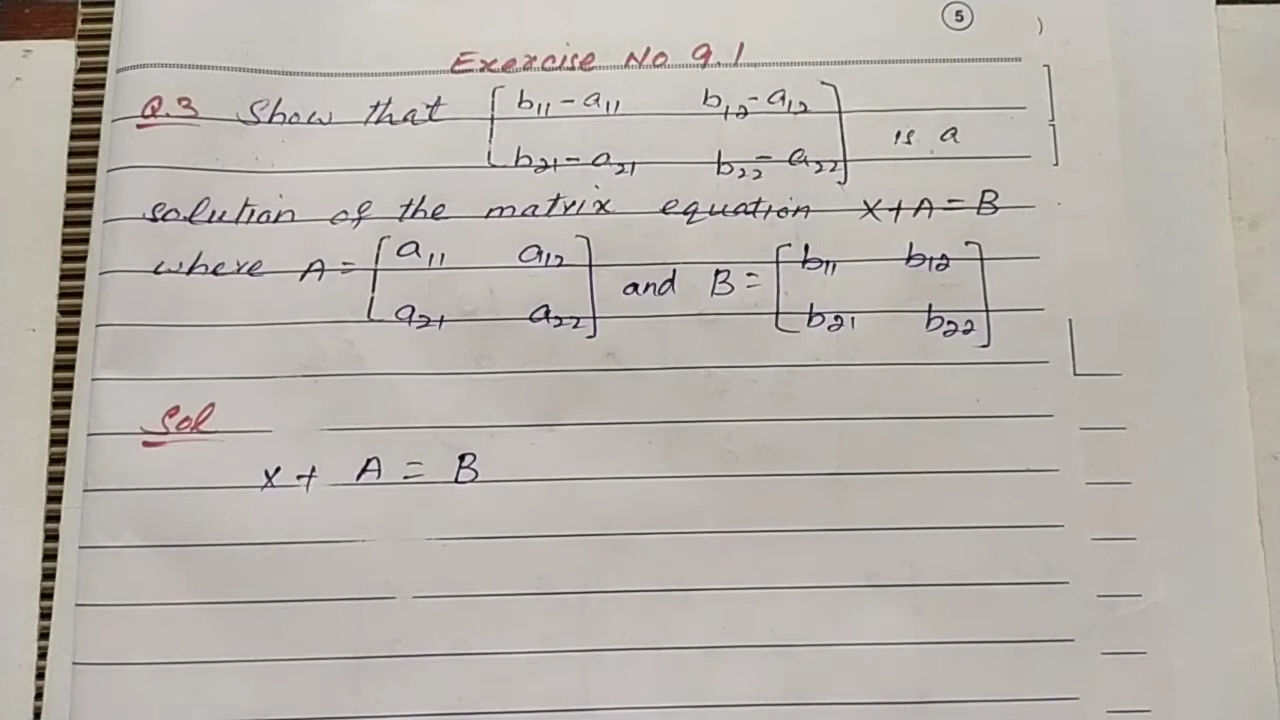 5
Exercise No 9.1
Q.3 Show that [ b11 - a11 b12 - a12
b21 - a21 b22 - a22 ] is a
solution of the matrix equation X + A = B
where A = [ a11 a12
a21 a22 ] and B = [ b11 b12
b21 b22 ]
Sol
X + A = B